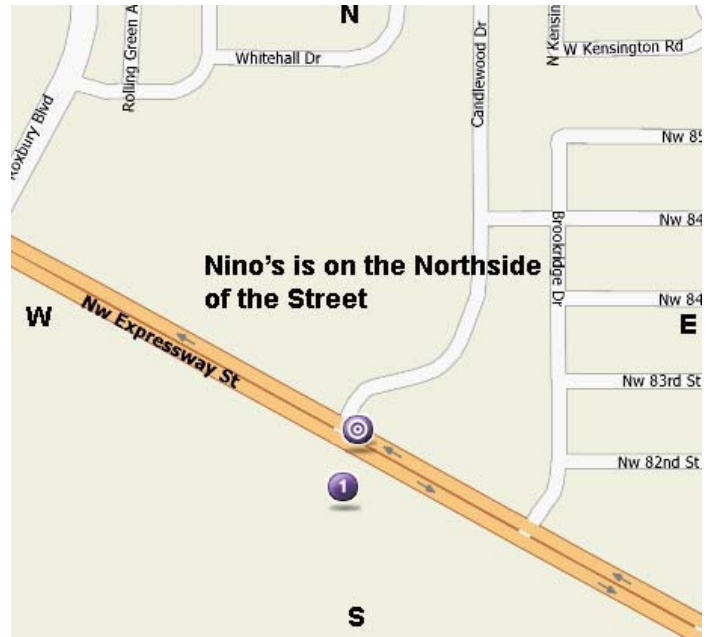 N
Whitehall Dr
Rolling Green A
Candlewood Dr
N Kensin
W Kensington Rd
oxbury Blvd
Nw 85
Nw 84
Brookridge Dr
Nino's is on the Northside
of the Street
Nw 84
W
E
Nw Expressway St
Nw 83rd St
Nw 82nd St
1
S